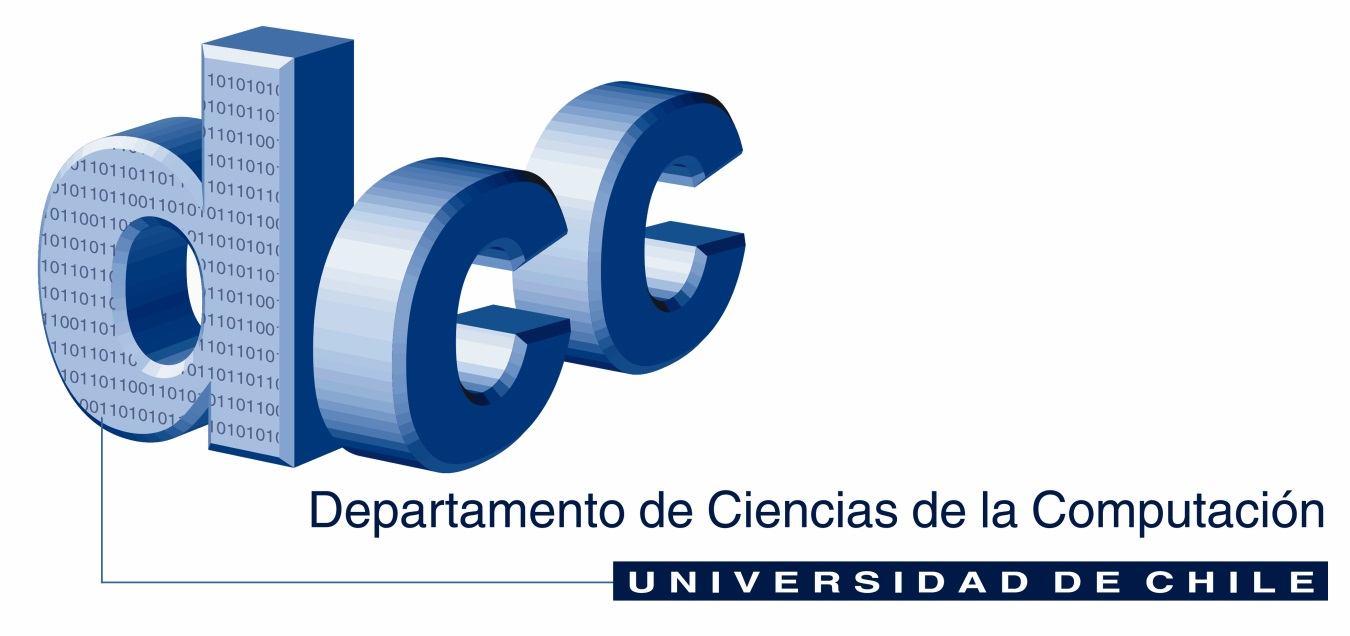 dcc
Departamento de Ciencias de la Computación
UNIVERSIDAD DE CHILE